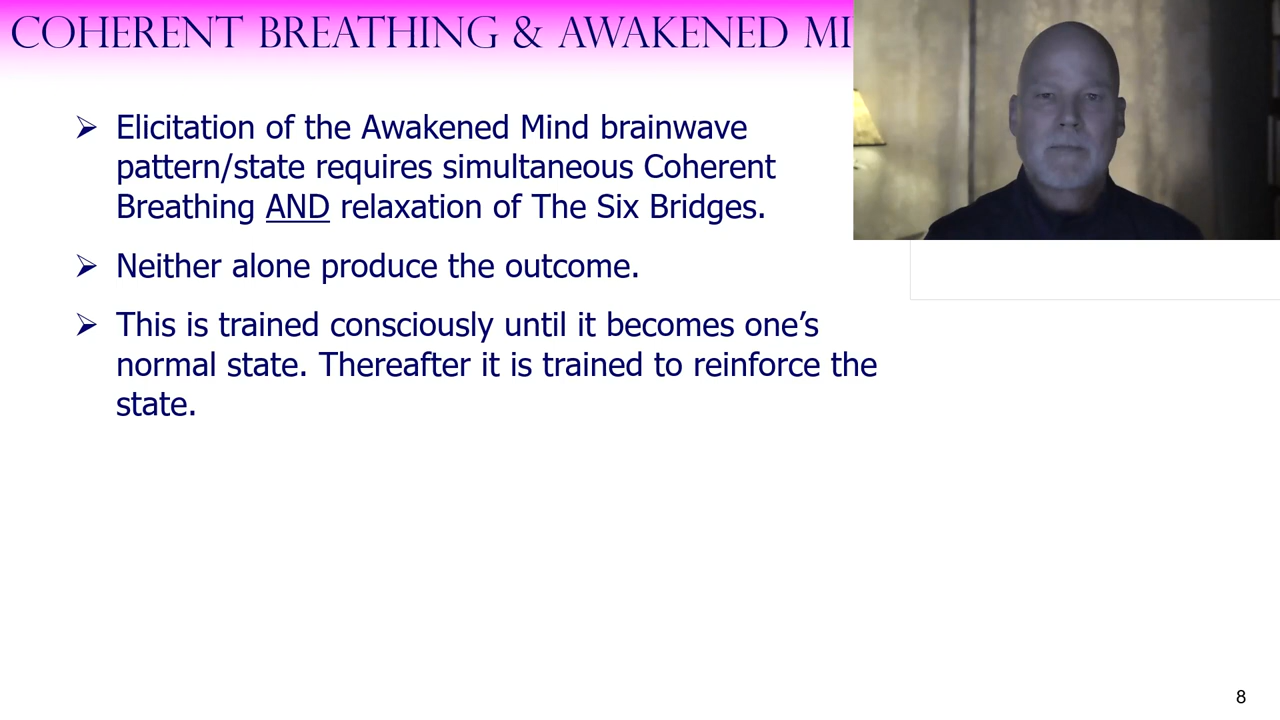 COHERENT BREATHING & AWAKENED MI
➢ Elicitation of the Awakened Mind brainwave
pattern/state requires simultaneous Coherent
Breathing AND relaxation of The Six Bridges.
➢ Neither alone produce the outcome.
➢ This is trained consciously until it becomes one’s
normal state. Thereafter it is trained to reinforce the
state.
8